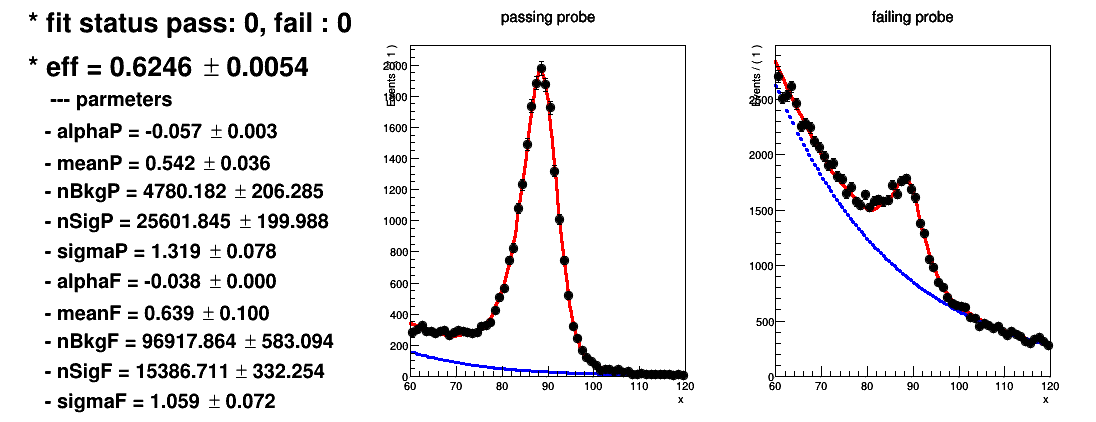 * fit status pass: 0, fail : 0
* eff = 0.6246 ± 0.0054
--- parmeters
- alphaP = -0.057 ± 0.003
- meanP = 0.542 ± 0.036
- nBkgP = 4780.182 ± 206.285
- nSigP = 25601.845 ± 199.988
- sigmaP = 1.319 ± 0.078
- alphaF = -0.038 ± 0.000
- meanF = 0.639 ± 0.100
- nBkgF = 96917.864 ± 583.094
- nSigF = 15386.711 ± 332.254
- sigmaF = 1.059 ± 0.072
passing probe
Events / ( 1 )
2000
1800
1600
1400
1200
1000
800
600
400
200
0
60 70 80 90 100 110 120
x
failing probe
Events / ( 1 )
2500
2000
1500
1000
500
0
60 70 80 90 100 110 120
x